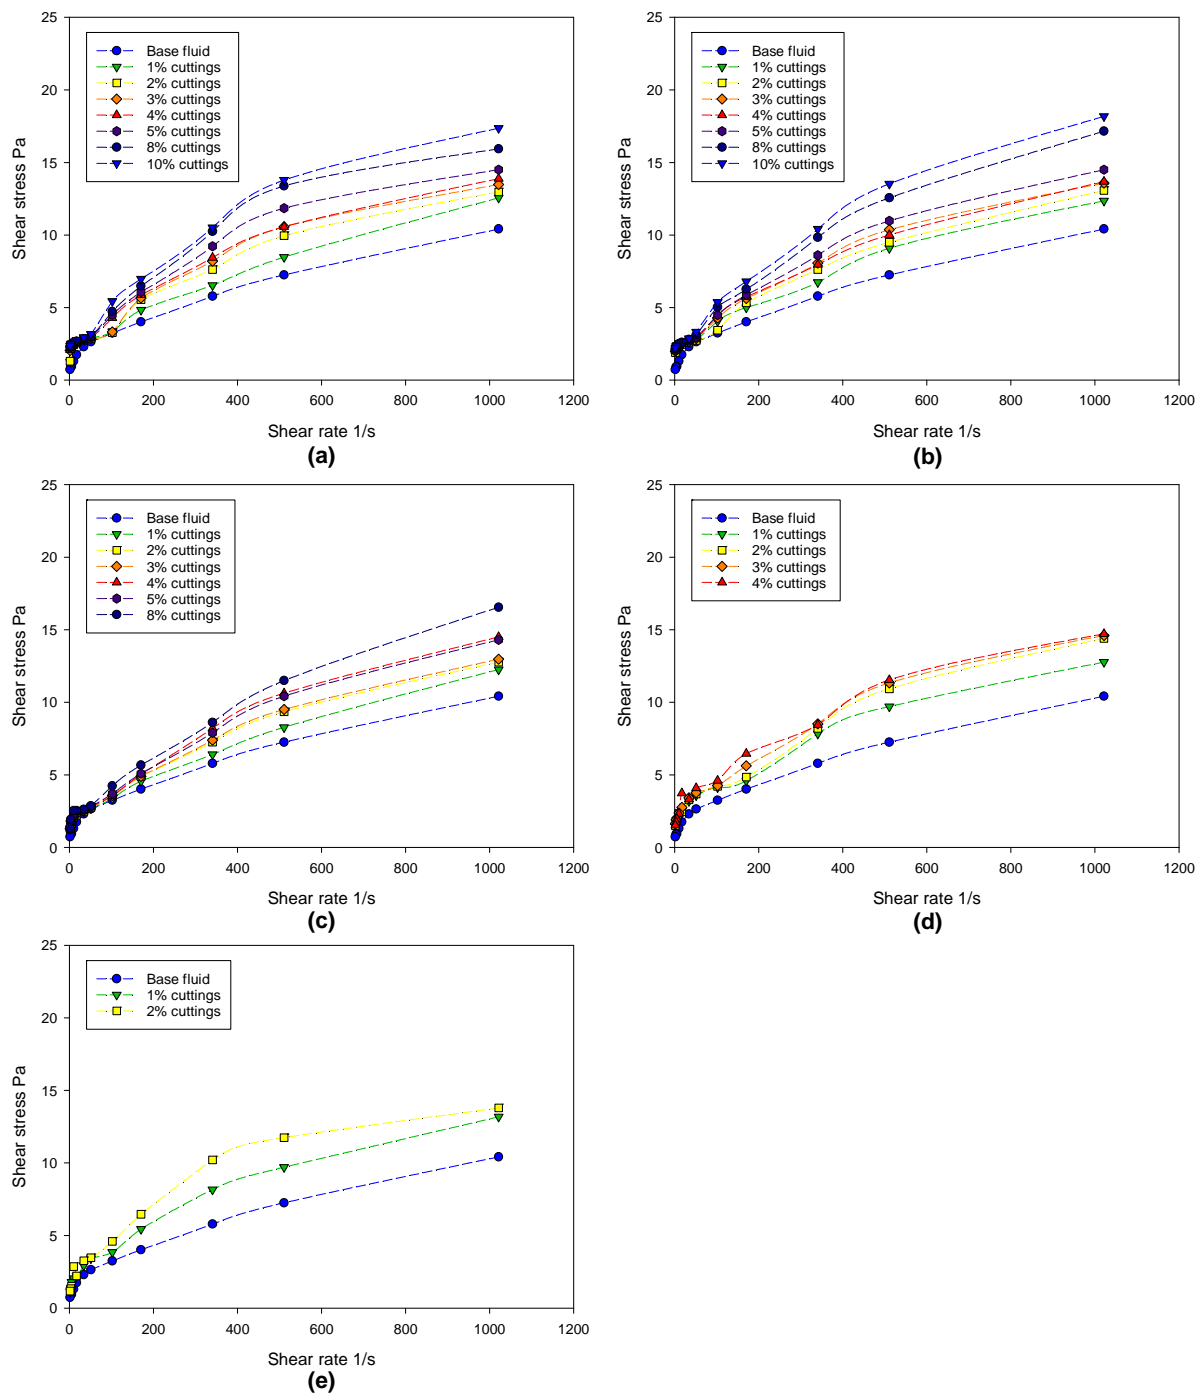 25
20
15
10
5
0
Shear stress Pa
Base fluid
1% cuttings
2% cuttings
3% cuttings
4% cuttings
5% cuttings
8% cuttings
10% cuttings
0 200 400 600 800 1000 1200
Shear rate 1/s
(a)
25
20
15
10
5
0
Shear stress Pa
Base fluid
1% cuttings
2% cuttings
3% cuttings
4% cuttings
5% cuttings
8% cuttings
10% cuttings
0 200 400 600 800 1000 1200
Shear rate 1/s
(b)
25
20
15
10
5
0
Shear stress Pa
Base fluid
1% cuttings
2% cuttings
3% cuttings
4% cuttings
5% cuttings
8% cuttings
0 200 400 600 800 1000 1200
Shear rate 1/s
(c)
25
20
15
10
5
0
Shear stress Pa
Base fluid
1% cuttings
2% cuttings
3% cuttings
4% cuttings
0 200 400 600 800 1000 1200
Shear rate 1/s
(d)
25
20
15
10
5
0
Shear stress Pa
Base fluid
1% cuttings
2% cuttings
0 200 400 600 800 1000 1200
Shear rate 1/s
(e)